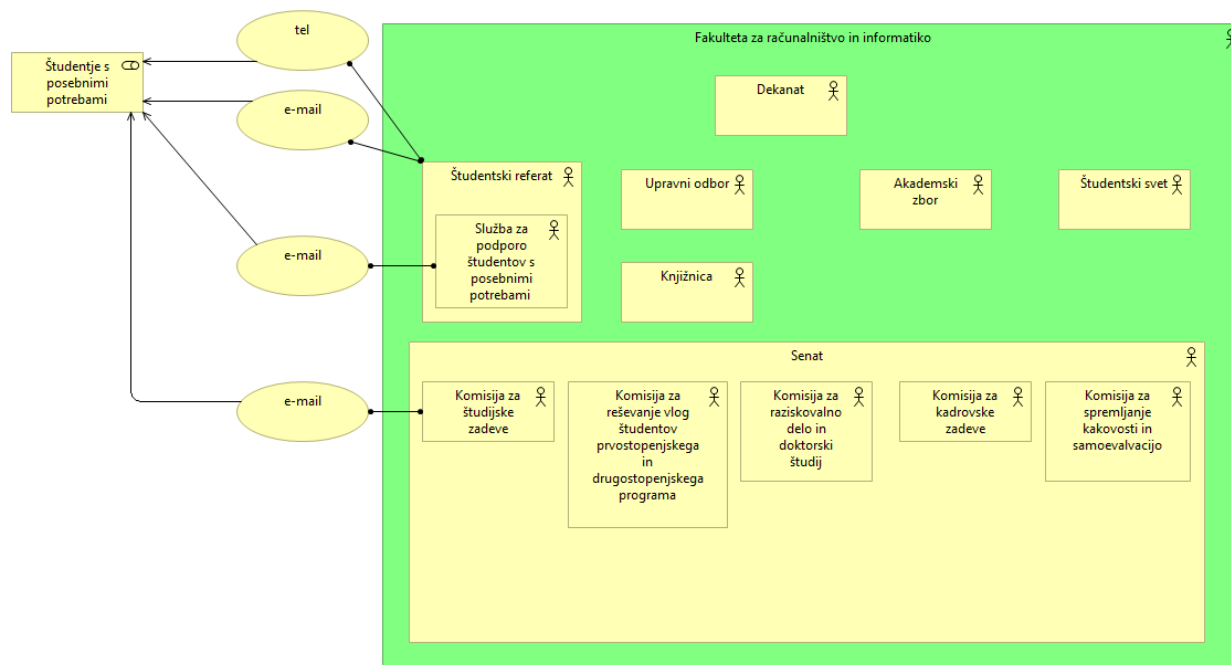 tel
Fakulteta za računalništvo in informatiko
Študentje s
posebnimi
potrebami
Dekanat
e-mail
Študentski referat
Upravni odbor
Akademski
zbor
Študentski svet
Služba za
podporo
študentov s
posebnimi
potrebami
e-mail
Knjižnica
Senat
e-mail
Komisija za
študijske
zadeve
Komisija za
reševanje vlog
študentov
prvostopenjskega
in
drugostopenjskega
programa
Komisija za
raziskovalno
delo in
doktorski
študij
Komisija za
kadrovske
zadeve
Komisija za
spremljanje
kakovosti in
samoevalvacijo